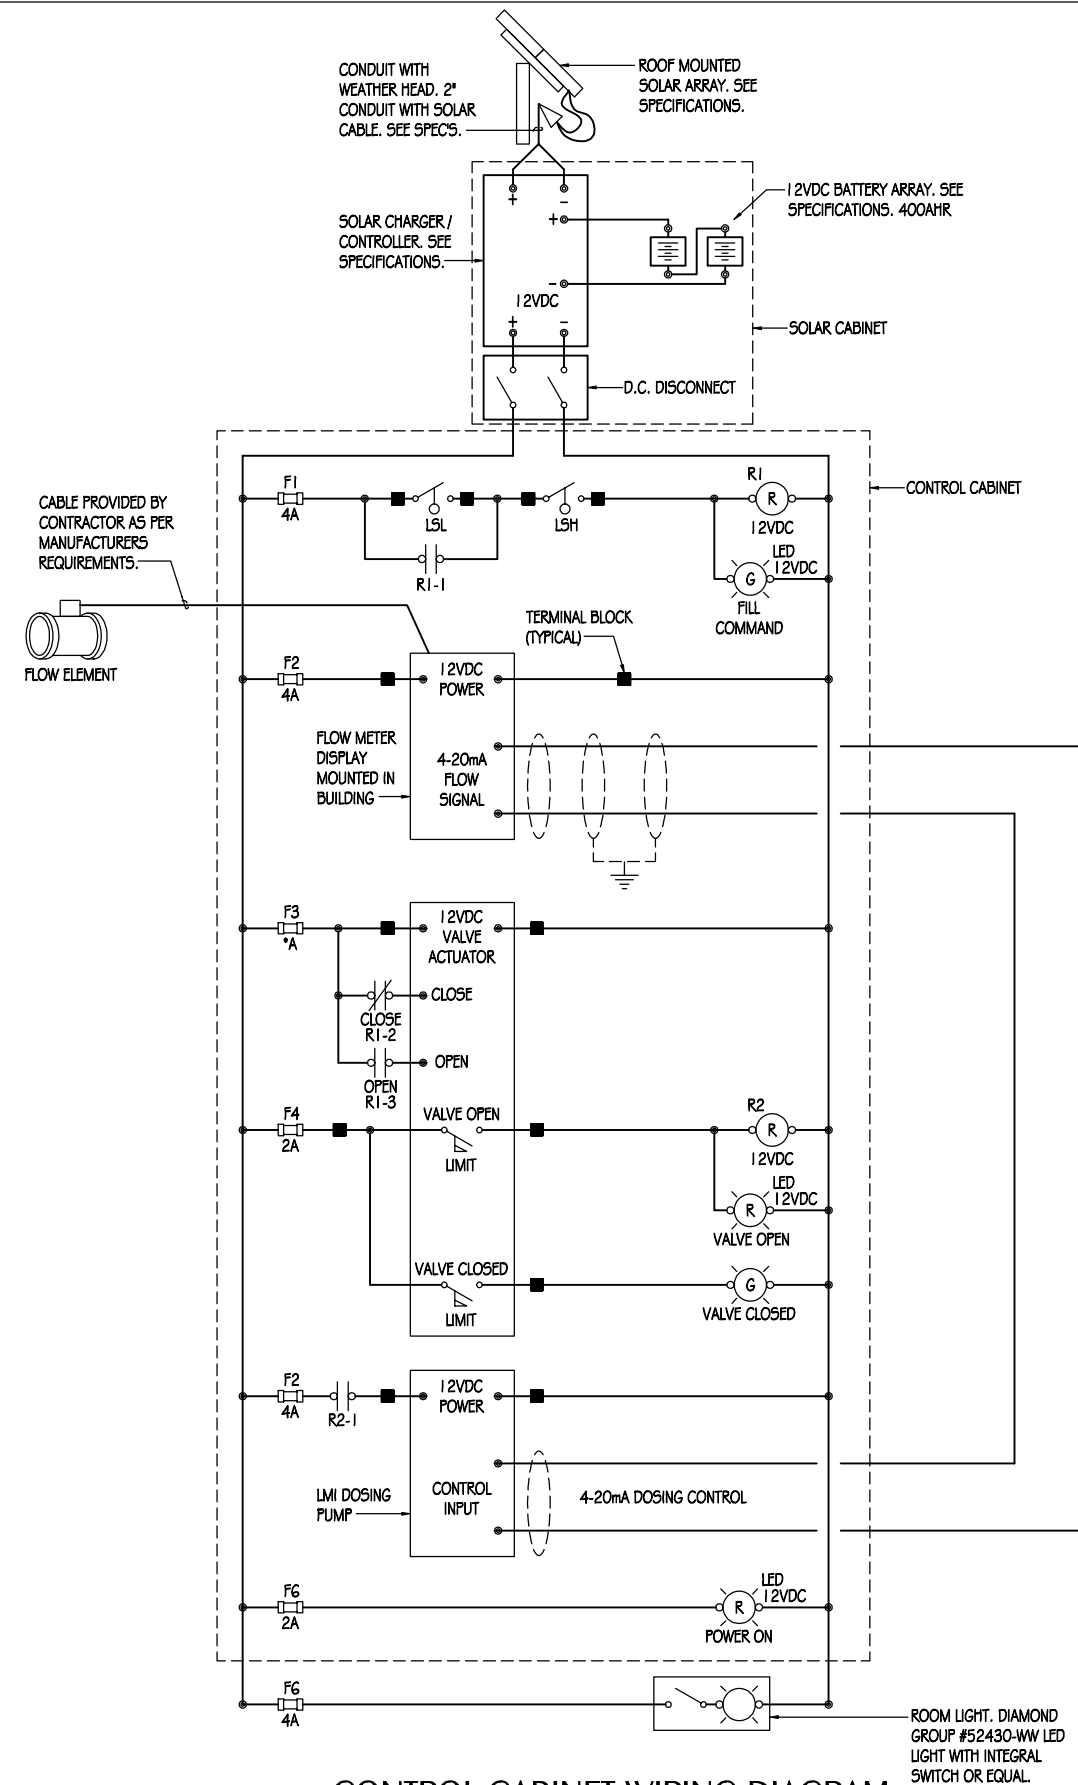 CONDUIT WITH
WEATHER HEAD. 2"
CONDUIT WITH SOLAR
CABLE. SEE SPEC'S.
ROOF MOUNTED
SOLAR ARRAY. SEE
SPECIFICATIONS.
12VDC BATTERY ARRAY. SEE
SPECIFICATIONS. 400AHR
SOLAR CHARGER/
CONTROLLER. SEE
SPECIFICATIONS.
+ -
+
-
12VDC
+ -
SOLAR CABINET
D.C. DISCONNECT
CONTROL CABINET
F1
4A
LSL
LSH
R1-1
R1
R
12VDC
LED
12VDC
G
FILL
COMMAND
CABLE PROVIDED BY
CONTRACTOR AS PER
MANUFACTURERS
REQUIREMENTS.
FLOW ELEMENT
TERMINAL BLOCK
(TYPICAL)
F2
4A
12VDC
POWER
FLOW METER
DISPLAY
MOUNTED IN
BUILDING
4-20mA
FLOW
SIGNAL
F3
*A
12VDC
VALVE
ACTUATOR
CLOSE
CLOSE
R1-2
OPEN
OPEN
R1-3
F4
2A
VALVE OPEN
LIMIT
R2
R
12VDC
LED
12VDC
R
VALVE OPEN
VALVE CLOSED
LIMIT
G
VALVE CLOSED
F2
4A
R2-1
12VDC
POWER
LMI DOSING
PUMP
CONTROL
INPUT
4-20mA DOSING CONTROL
F6
2A
LED
12VDC
R
POWER ON
F6
4A
ROOM LIGHT. DIAMOND
GROUP #52430-WW LED
LIGHT WITH INTEGRAL
SWITCH OR EQUAL.
CONTROL CABINET WIRING DIAGRAM